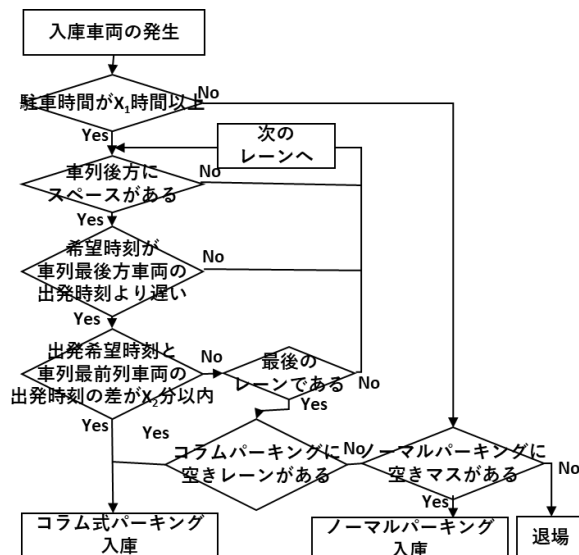 入庫車両の発生
駐車時間がX₁時間以上
No
Yes
次の
レーンへ
車列後方に
スペースがある
No
Yes
希望時刻が
車列最後方車両の
出発時刻より遅い
No
Yes
出発希望時刻と
車列最前列車両の
出発時刻の差がX₂分以内
No
最後の
レーンである
No
Yes
Yes
Yes
コラムパーキングに
空きレーンがある
No
ノーマルパーキングに
空きマスがある
No
Yes
コラム式パーキング
入庫
ノーマルパーキング
入庫
退場